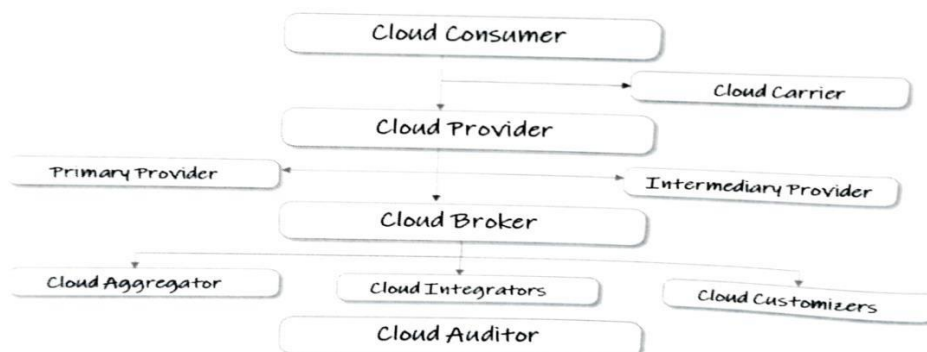 Cloud Consumer
Cloud Carrier
Cloud Provider
Primary Provider
Intermediary Provider
Cloud Broker
Cloud Aggregator
Cloud Integrators
Cloud Customizers
Cloud Auditor